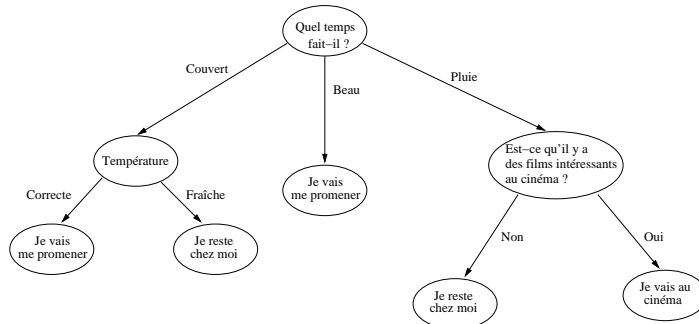 Quel temps
fait-il ?
Couvert
Beau
Pluie
Température
Est-ce qu'il y a
des films intéressants
au cinéma ?
Je vais
me promener
Correcte
Fraîche
Non
Oui
Je vais
me promener
Je reste
chez moi
Je reste
chez moi
Je vais au
cinéma